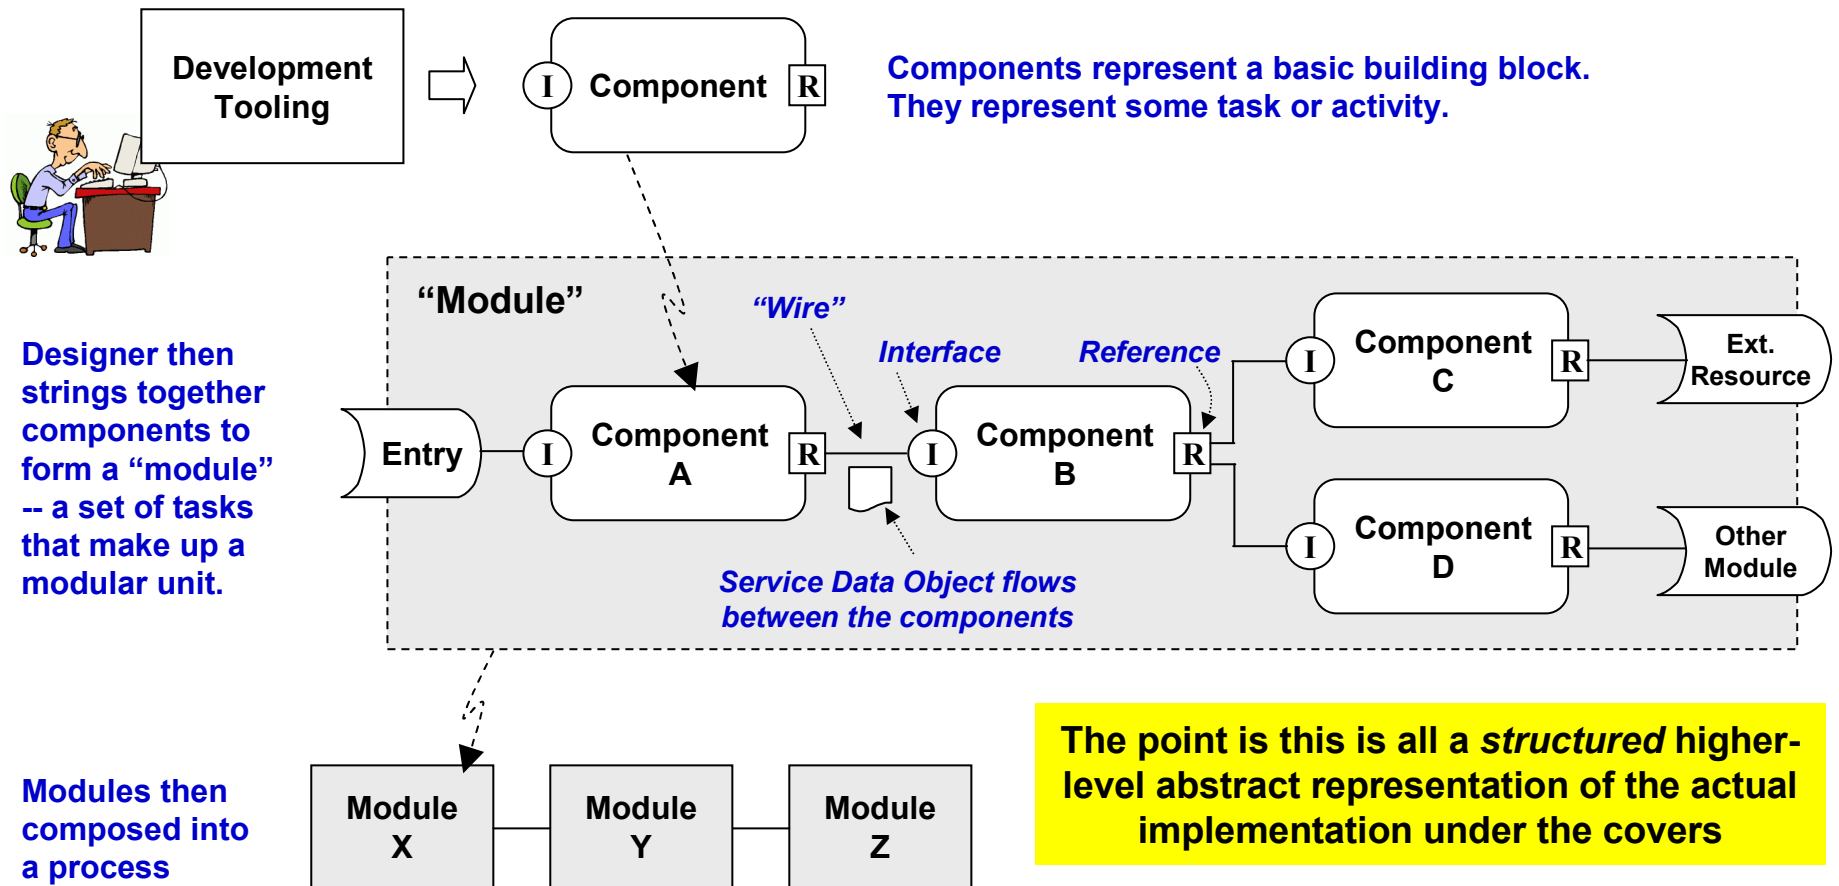 Development
Tooling
I
Component
R
Components represent a basic building block.
They represent some task or activity.
“Module”
“Wire”
Interface
Reference
Designer then
strings together
components to
form a “module”
-- a set of tasks
that make up a
modular unit.
Entry
I
Component
A
R
I
Component
B
R
I
Component
C
R
Ext.
Resource
I
Component
D
R
Other
Module
Service Data Object flows
between the components
Modules then
composed into
a process
Module
X
Module
Y
Module
Z
The point is this is all a structured higher-
level abstract representation of the actual
implementation under the covers